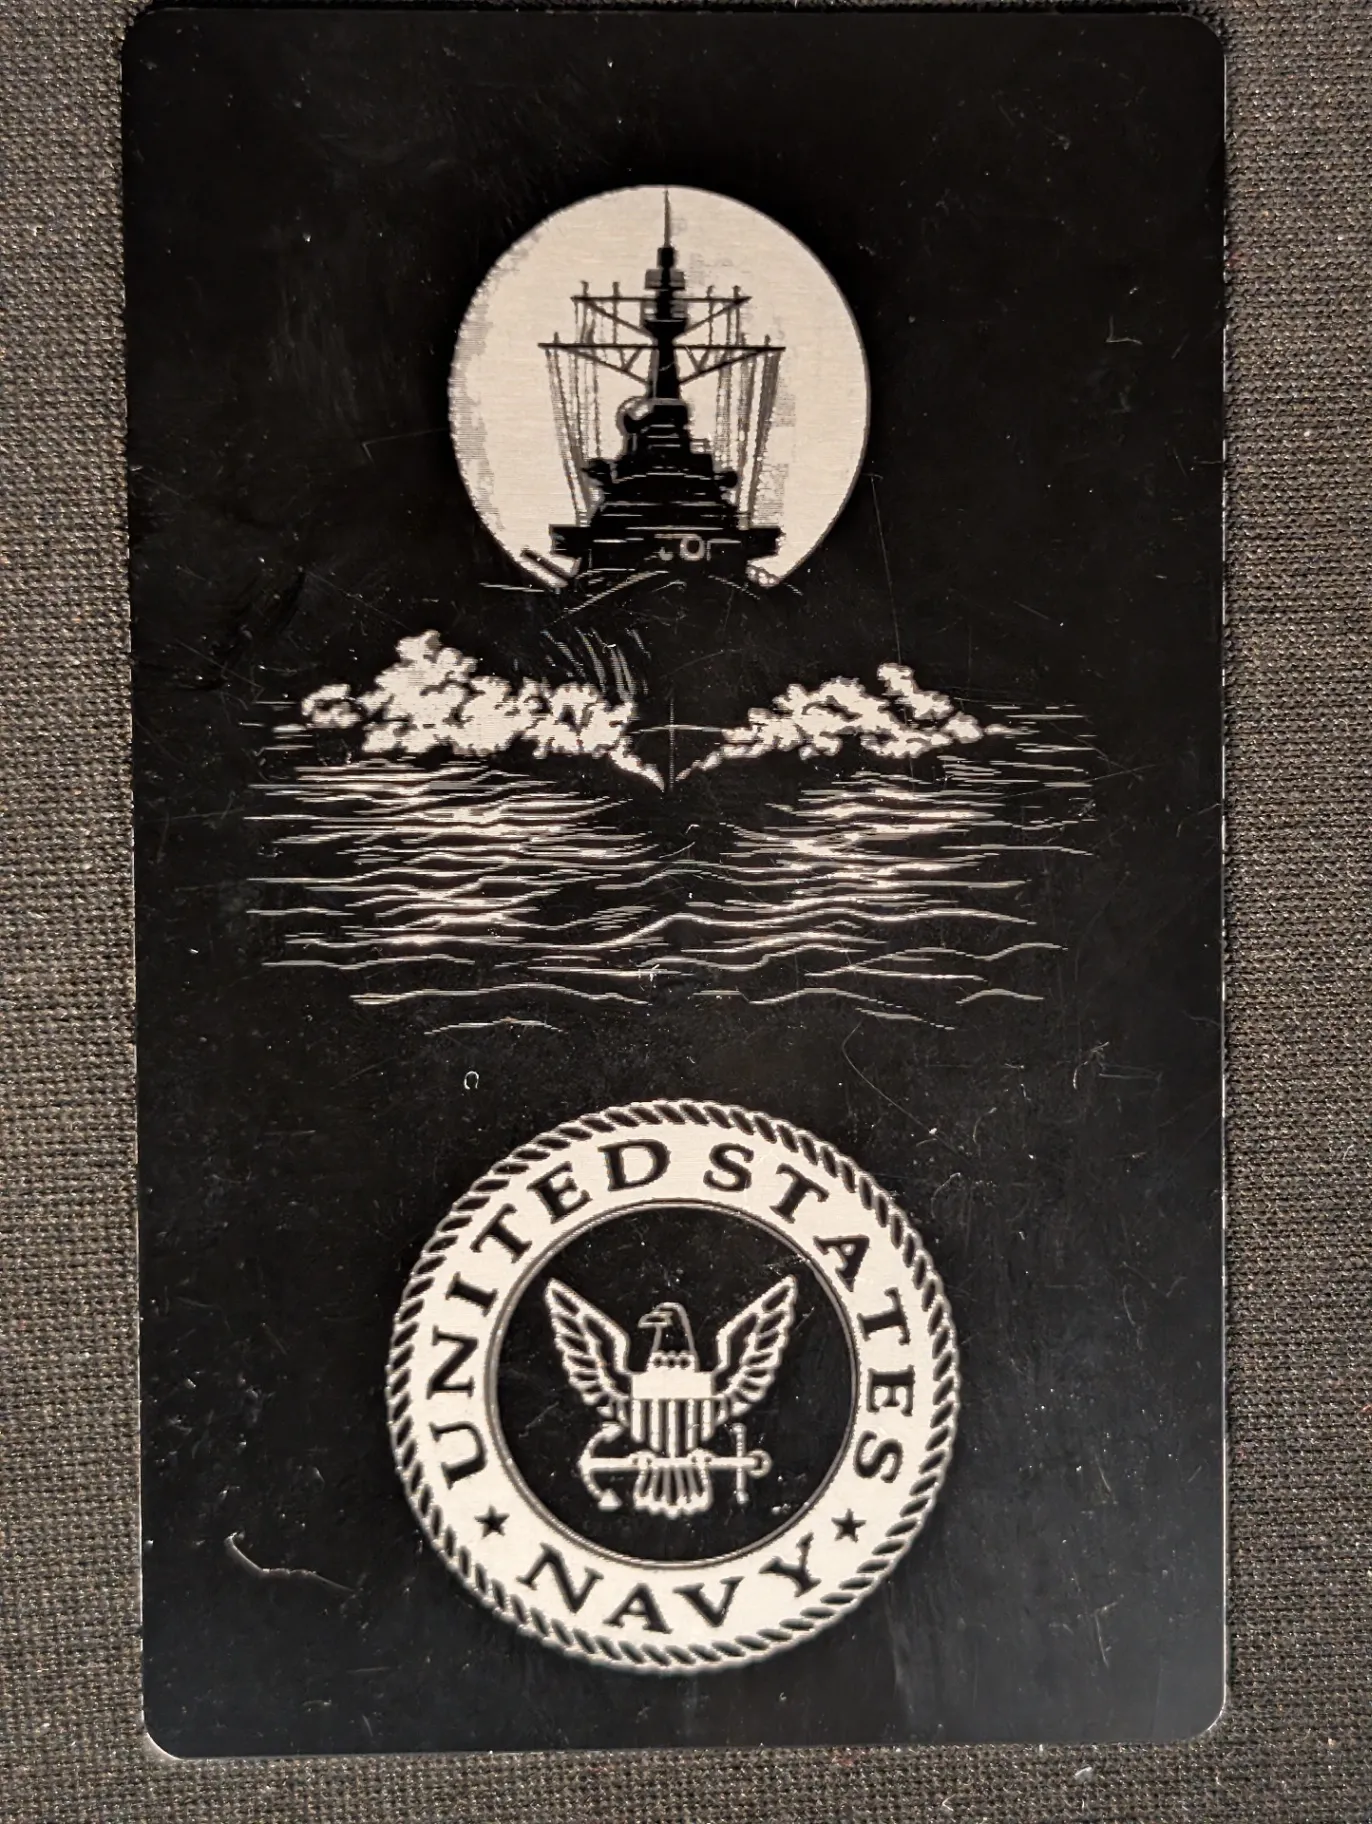 UNITED STATES
★ NAVY ★